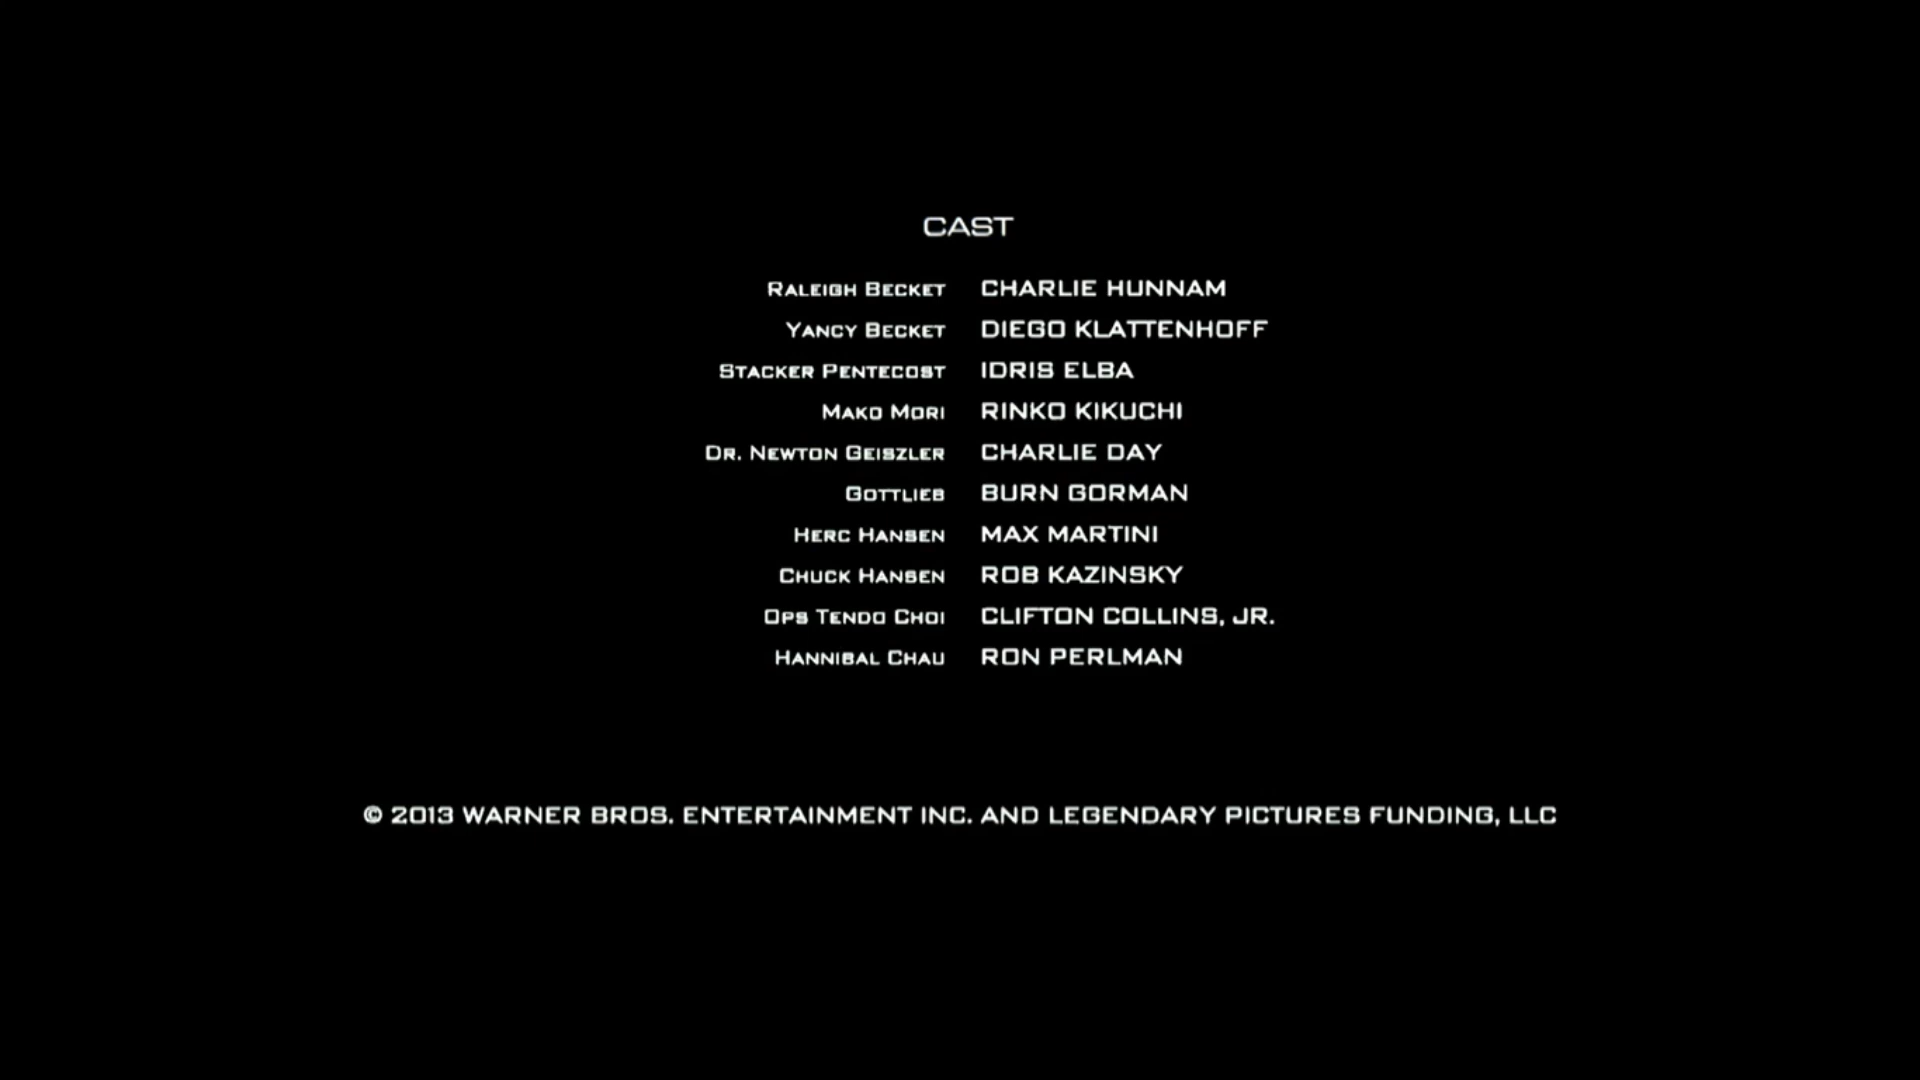 CAST
RALEIGH BECKET CHARLIE HUNNAM
YANCY BECKET DIEGO KLATTENHOFF
STACKER PENTECOST IDRIS ELBA
MAKO MORI RINKO KIKUCHI
DR. NEWTON GEISZLER CHARLIE DAY
GOTTLIEB BURN GORMAN
HERC HANSEN MAX MARTINI
CHUCK HANSEN ROB KAZINSKY
OPS TENDO CHOI CLIFTON COLLINS, JR.
HANNIBAL CHAU RON PERLMAN
© 2013 WARNER BROS. ENTERTAINMENT INC. AND LEGENDARY PICTURES FUNDING, LLC